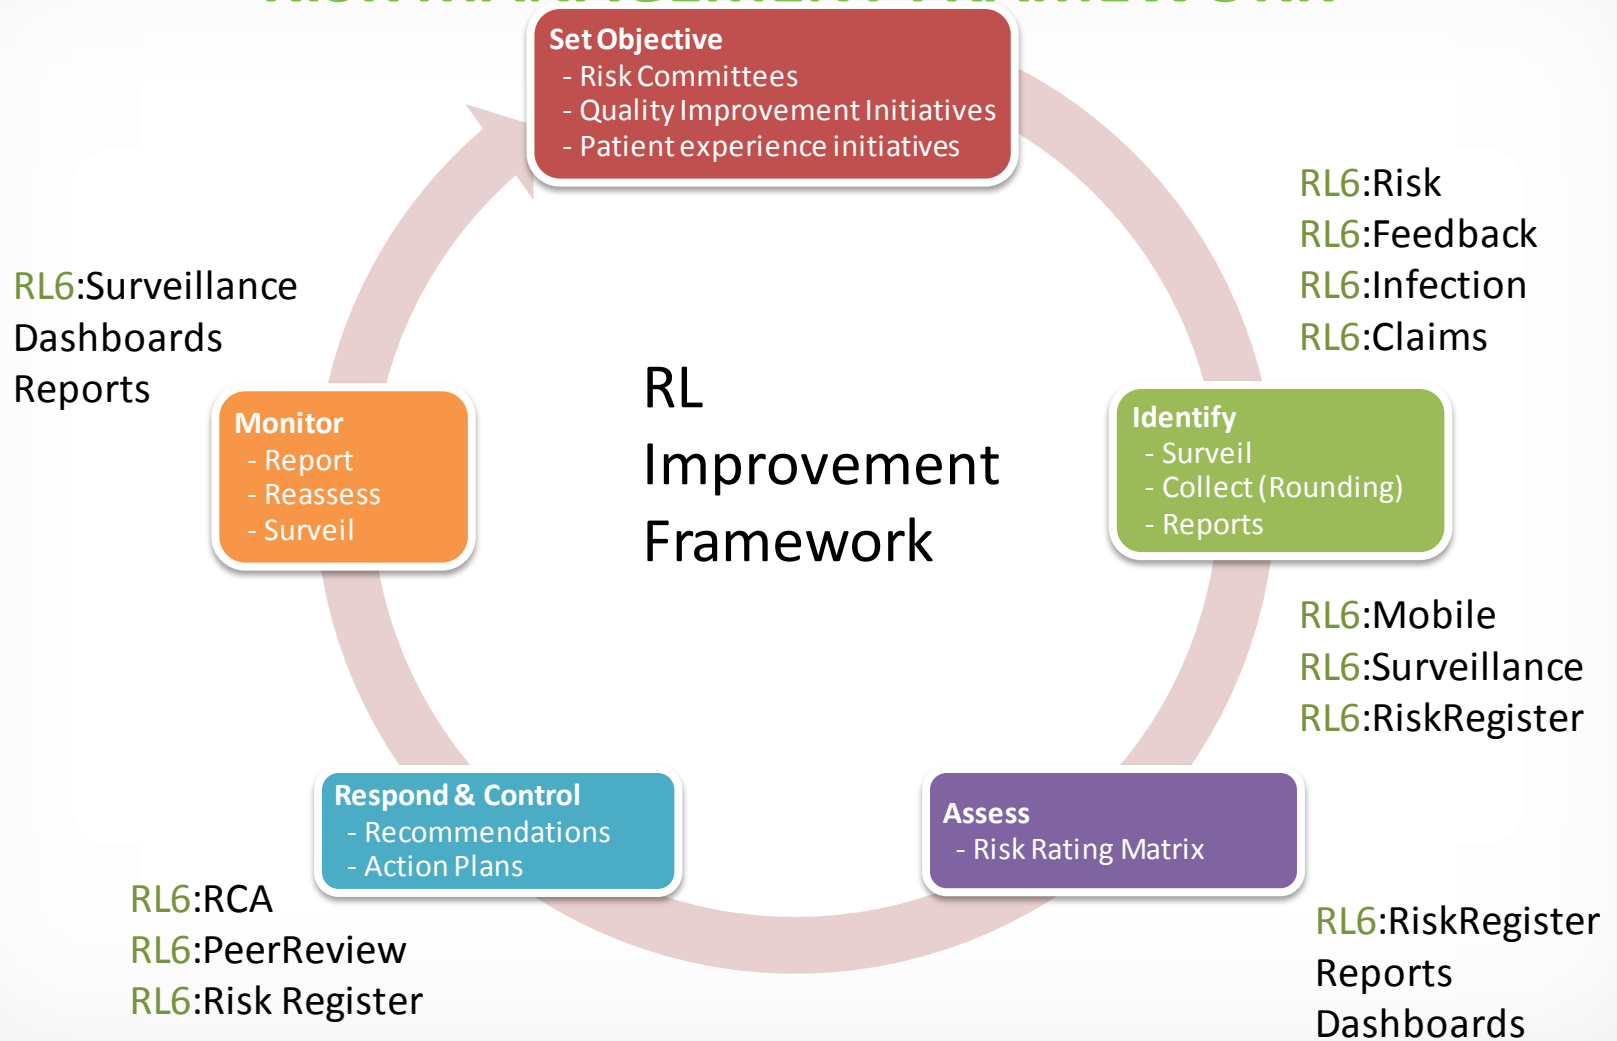 RISK MANAGEMENT FRAMEWORK
Set Objective
- Risk Committees
- Quality Improvement Initiatives
- Patient experience initiatives
RL6:Risk
RL6:Feedback
RL6:Infection
RL6:Claims
RL6:Surveillance
Dashboards
Reports
RL
Improvement
Framework
Monitor
- Report
- Reassess
- Surveil
Identify
- Surveil
- Collect (Rounding)
- Reports
RL6:Mobile
RL6:Surveillance
RL6:RiskRegister
Respond & Control
- Recommendations
- Action Plans
Assess
- Risk Rating Matrix
RL6:RCA
RL6:PeerReview
RL6:Risk Register
RL6:RiskRegister
Reports
Dashboards